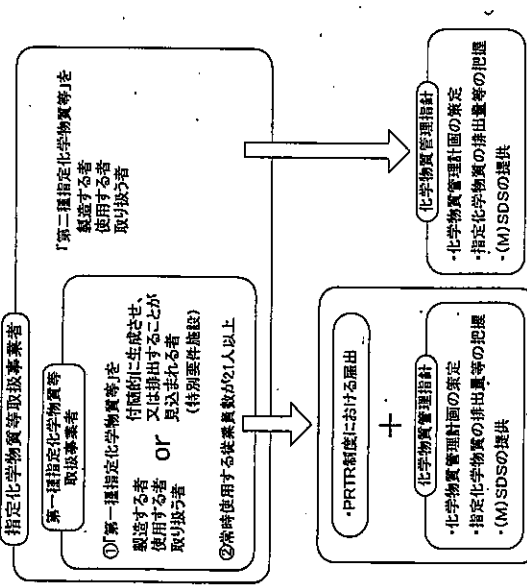 指定化学物質等取扱事業者
第一種指定化学物質等
取扱事業者
①「第一種指定化学物質等」を
製造する者
使用する者
取り扱う者
or
付随的に生成させ、
又は排出することが
見込まれる者
(特別要件施設)
②常時使用する従業員数が21人以上
「第二種指定化学物質等」を
製造する者
使用する者
取り扱う者
・PRTR制度における届出
+
化学物質管理指針
・化学物質管理計画の策定
・指定化学物質の排出量等の把握
・(M)SDSの提供
化学物質管理指針
・化学物質管理計画の策定
・指定化学物質の排出量等の把握
・(M)SDSの提供